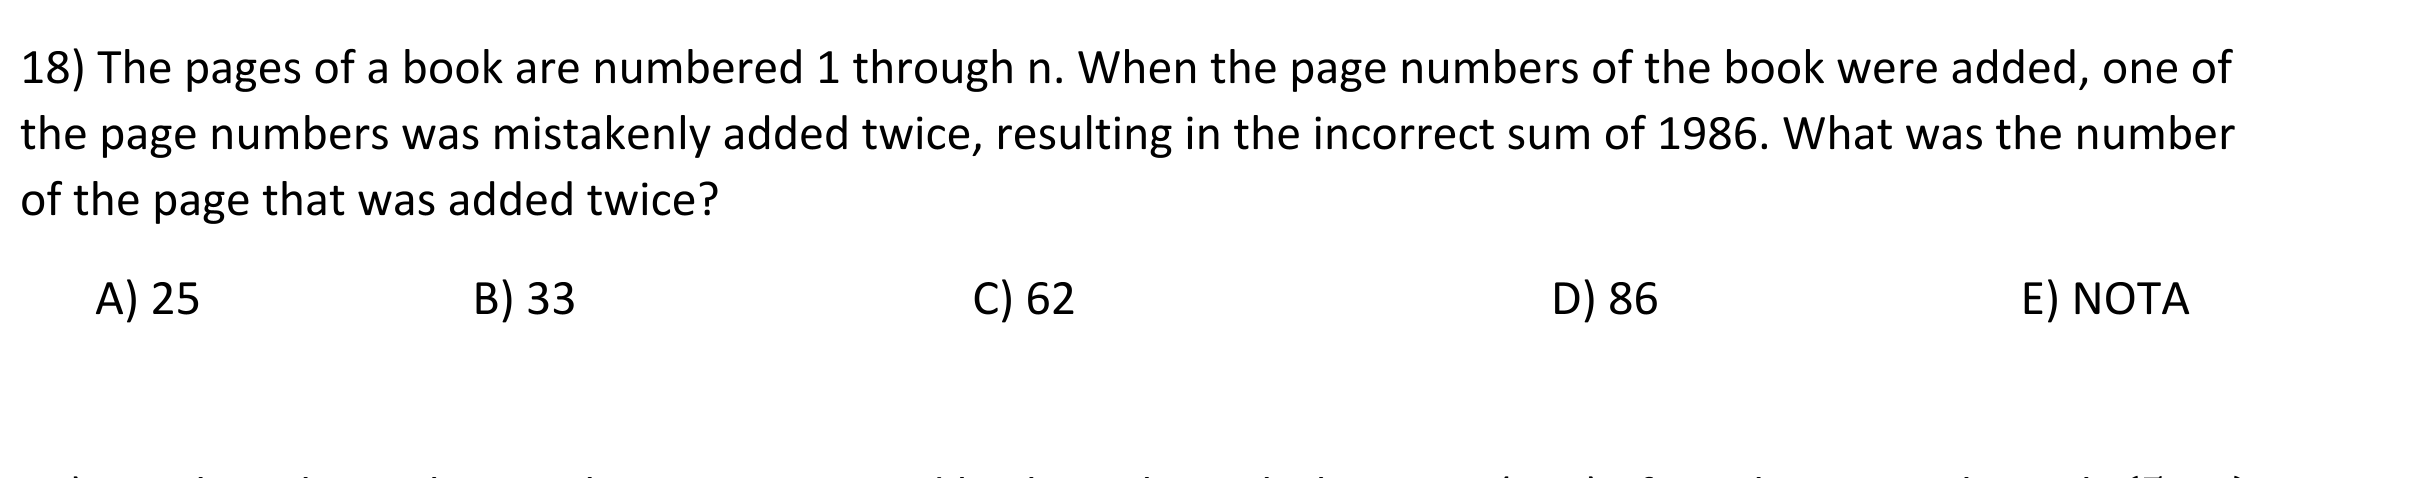 18) The pages of a book are numbered 1 through n. When the page numbers of the book were added, one of
the page numbers was mistakenly added twice, resulting in the incorrect sum of 1986. What was the number
of the page that was added twice?
A) 25 B) 33 C) 62 D) 86 E) NOTA